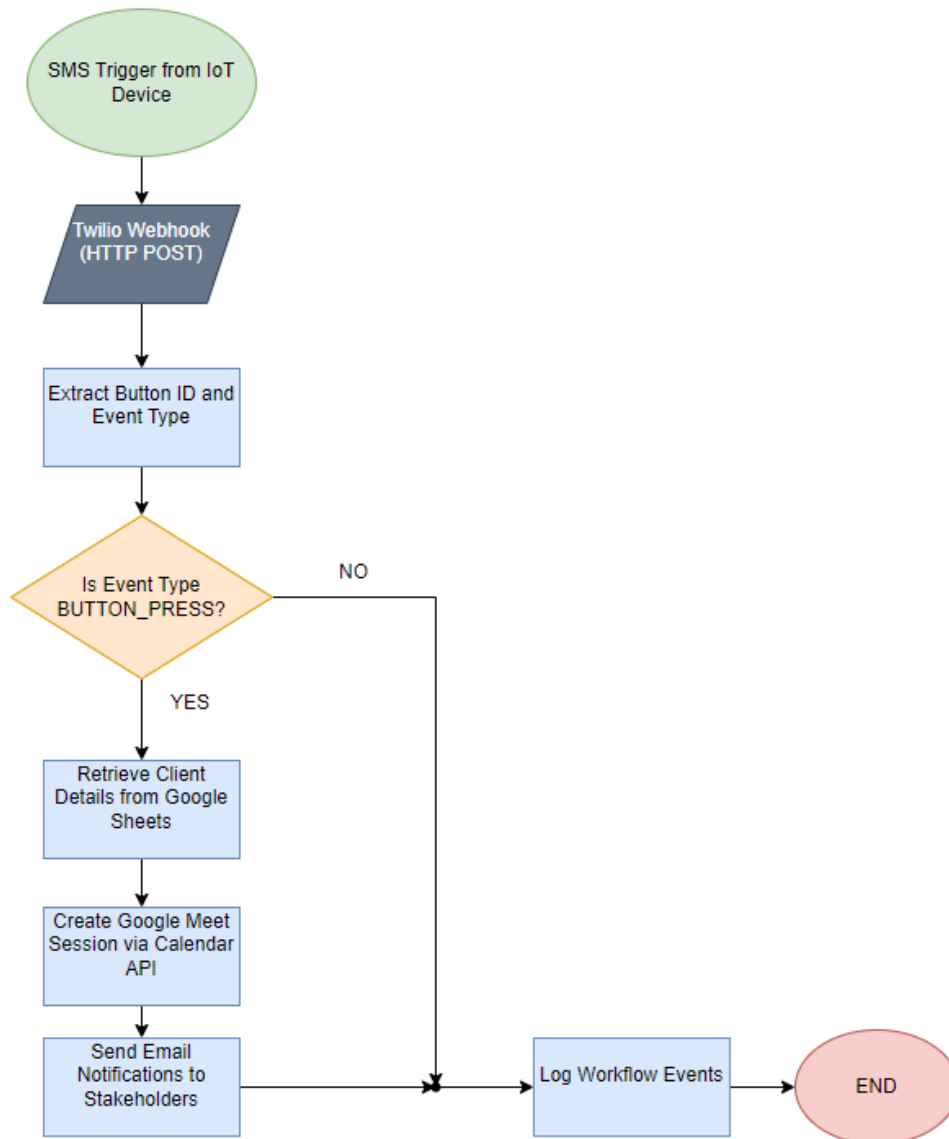 SMS Trigger from IoT
Device
Twilio Webhook
(HTTP POST)
Extract Button ID and
Event Type
Is Event Type
BUTTON_PRESS?
NO
YES
Retrieve Client
Details from Google
Sheets
Create Google Meet
Session via Calendar
API
Send Email
Notifications to
Stakeholders
Log Workflow Events
END